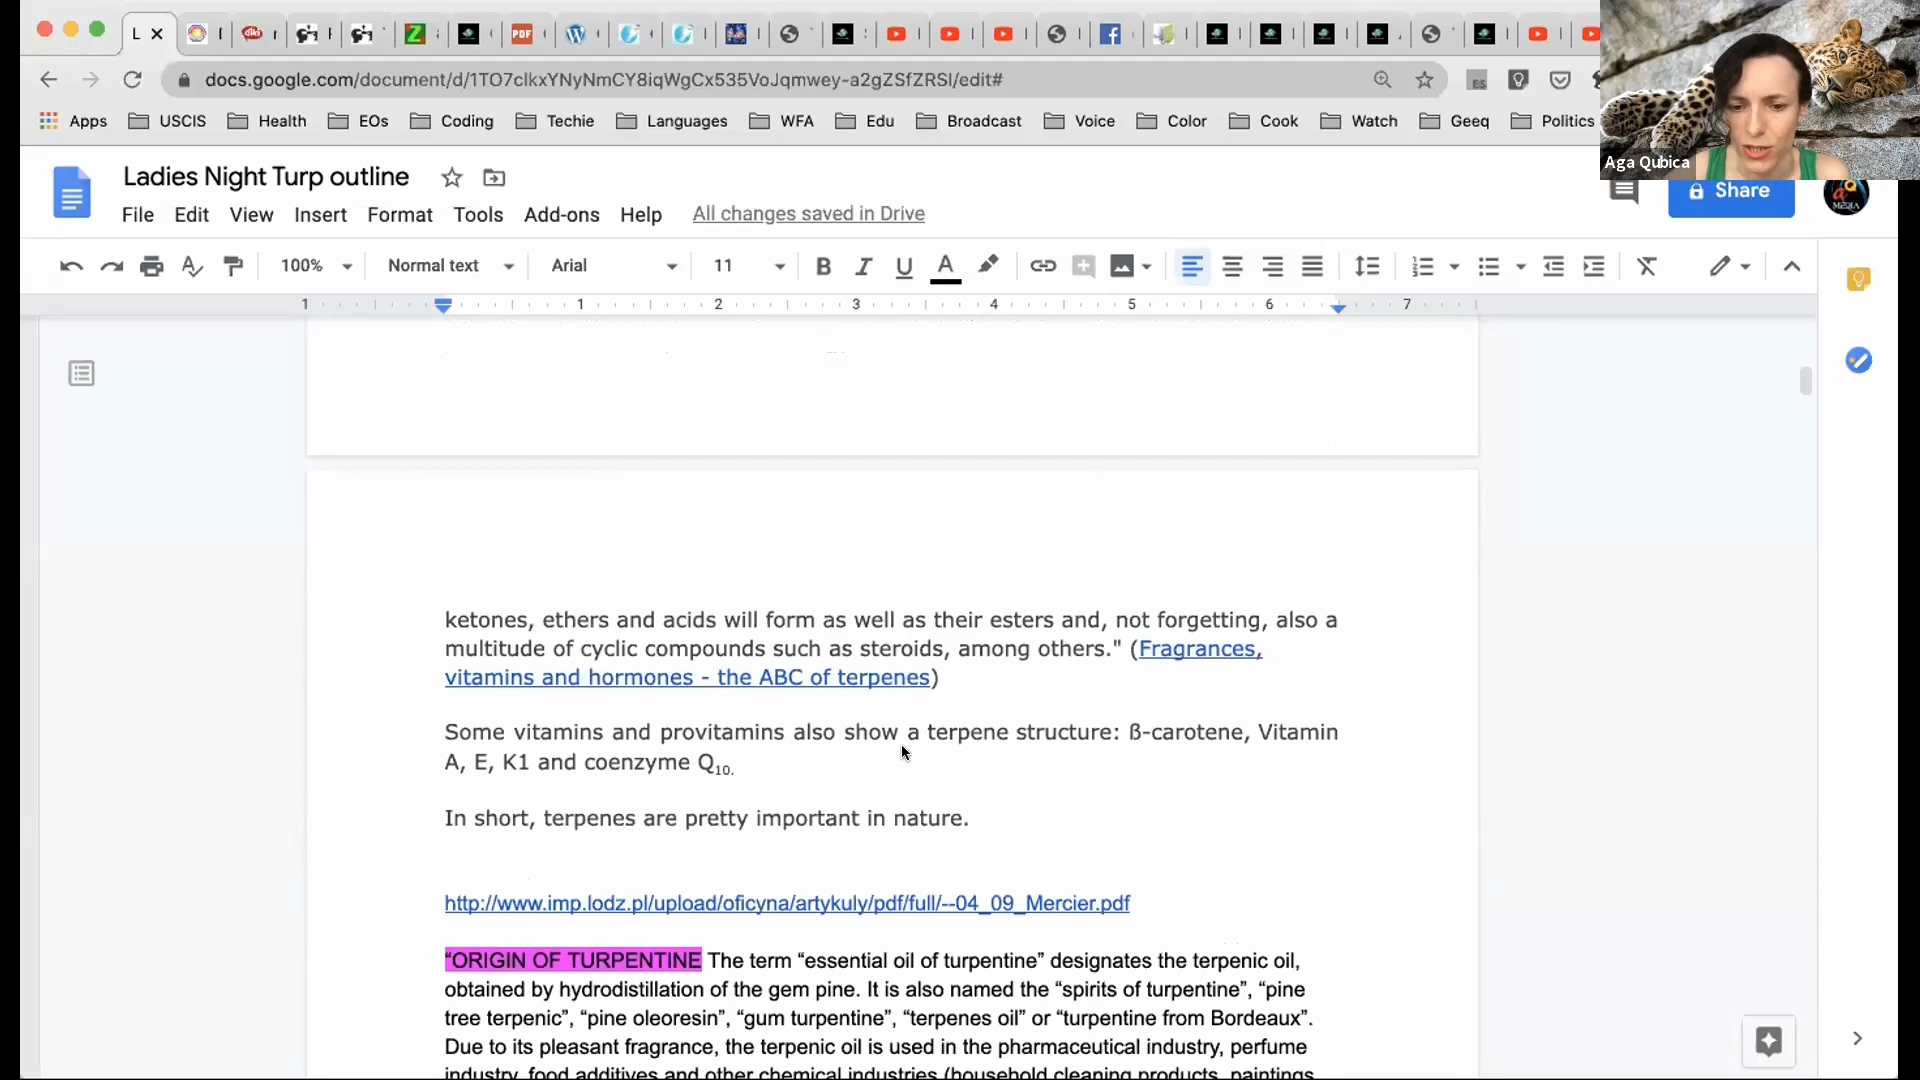 L
PDF
docs.google.com/document/d/1TO7clkxYNyNmCY8iqWgCx535VoJqmwey-a2gZSfZRSI/edit#
Apps USCIS Health EOs Coding Techie Languages WFA Edu Broadcast Voice Color Cook Watch Geeq Politics
Aga Qubica
Ladies Night Turp outline
Share
File Edit View Insert Format Tools Add-ons Help All changes saved in Drive
100% Normal text Arial 11
1 1 2 3 4 5 6 7
ketones, ethers and acids will form as well as their esters and, not forgetting, also a
multitude of cyclic compounds such as steroids, among others." (Fragrances,
vitamins and hormones - the ABC of terpenes)
Some vitamins and provitamins also show a terpene structure: ß-carotene, Vitamin
A, E, K1 and coenzyme Q10.
In short, terpenes are pretty important in nature.
http://www.imp.lodz.pl/upload/oficyna/artykuly/pdf/full/--04_09_Mercier.pdf
“ORIGIN OF TURPENTINE The term “essential oil of turpentine” designates the terpenic oil,
obtained by hydrodistillation of the gem pine. It is also named the “spirits of turpentine”, “pine
tree terpenic”, “pine oleoresin”, “gum turpentine”, “terpenes oil” or “turpentine from Bordeaux”.
Due to its pleasant fragrance, the terpenic oil is used in the pharmaceutical industry, perfume
industry, food additives and other chemical industries (household cleaning products, paintings,